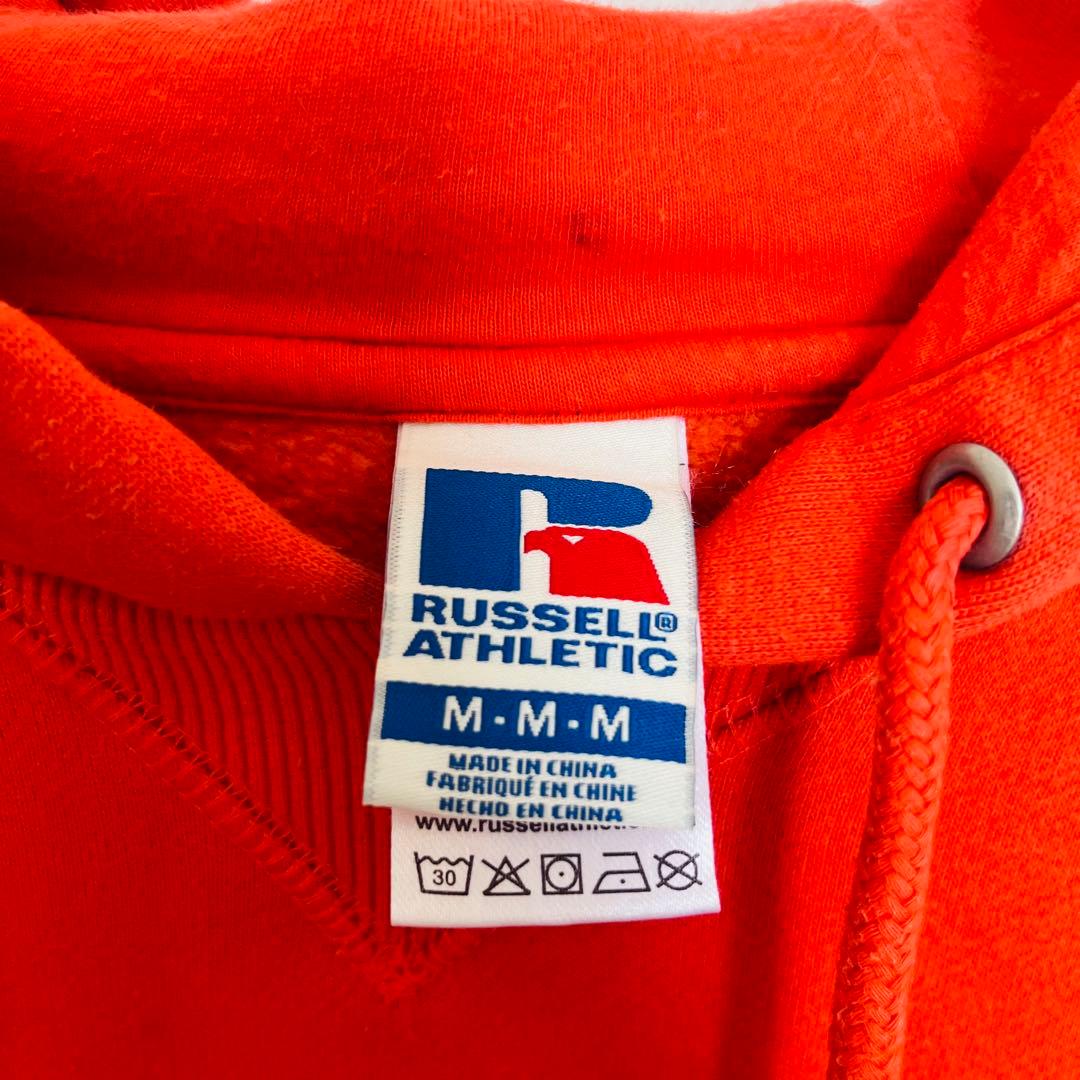 RUSSELL®
ATHLETIC
M-M-M
MADE IN CHINA
FABRIQUÉ EN CHINE
HECHO EN CHINA
30